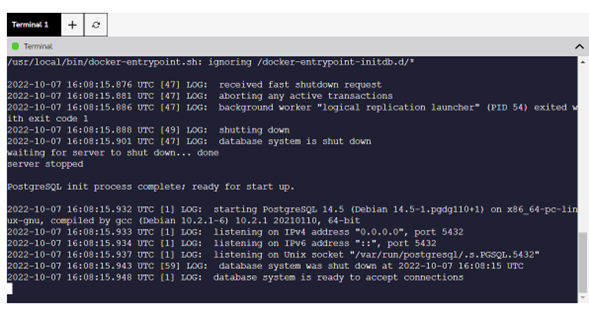 Terminal 1
Terminal
/usr/local/bin/docker-entrypoint.sh: ignoring /docker-entrypoint-initdb.d/*
2022-10-07 16:08:15.876 UTC [47] LOG:  received fast shutdown request
2022-10-07 16:08:15.881 UTC [47] LOG:  aborting any active transactions
2022-10-07 16:08:15.886 UTC [47] LOG:  background worker "logical replication launcher" (PID 54) exited w
ith exit code 1
2022-10-07 16:08:15.888 UTC [49] LOG:  shutting down
2022-10-07 16:08:15.901 UTC [47] LOG:  database system is shut down
waiting for server to shut down... done
server stopped
PostgreSQL init process complete; ready for start up.
2022-10-07 16:08:15.932 UTC [1] LOG:  starting PostgreSQL 14.5 (Debian 14.5-1.pgdg110+1) on x86_64-pc-lin
ux-gnu, compiled by gcc (Debian 10.2.1-6) 10.2.1 20210110, 64-bit
2022-10-07 16:08:15.933 UTC [1] LOG:  listening on IPv4 address "0.0.0.0", port 5432
2022-10-07 16:08:15.934 UTC [1] LOG:  listening on IPv6 address "::", port 5432
2022-10-07 16:08:15.937 UTC [1] LOG:  listening on Unix socket "/var/run/postgresql/.s.PGSQL.5432"
2022-10-07 16:08:15.943 UTC [59] LOG:  database system was shut down at 2022-10-07 16:08:15 UTC
2022-10-07 16:08:15.948 UTC [1] LOG:  database system is ready to accept connections